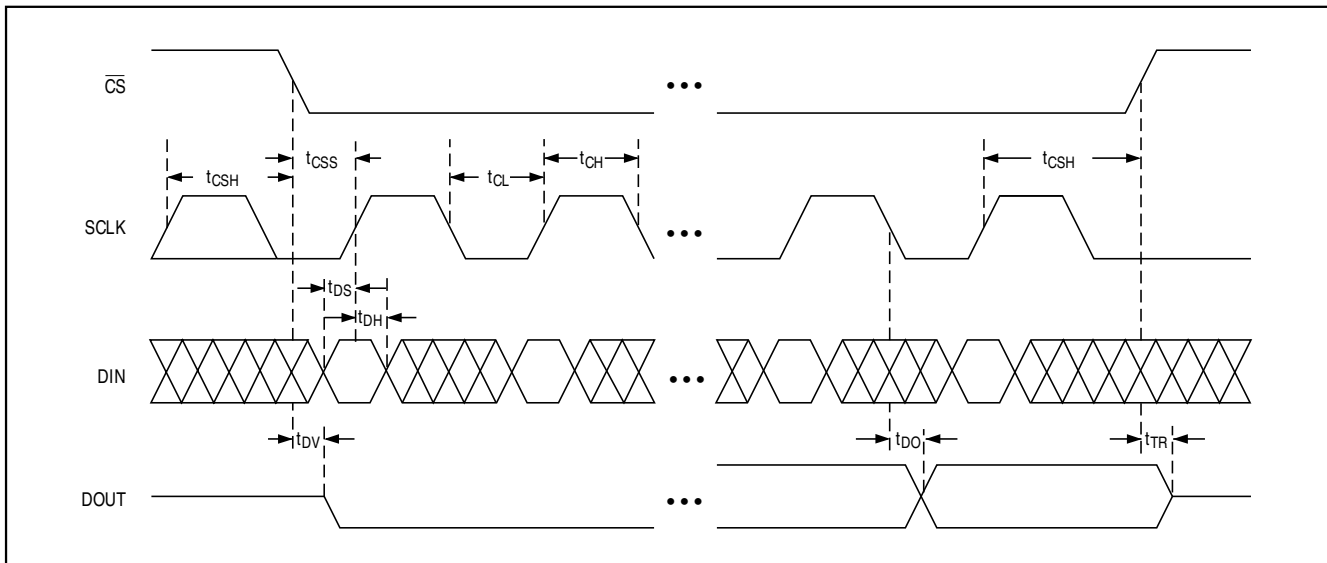 CS
•••
tCSS
tCH
tCSH
tCL
tCSH
SCLK
•••
tDS
tDH
DIN
•••
tDV
tDO
tTR
DOUT
•••